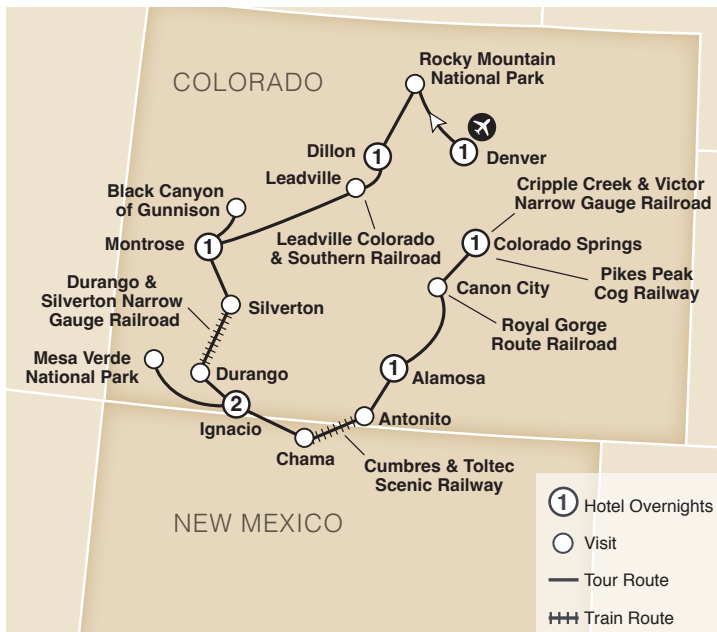 Rocky Mountain
National Park
COLORADO
Dillon
1
1
Denver
Leadville
Cripple Creek & Victor
Narrow Gauge Railroad
Black Canyon
of Gunnison
Montrose
1
Leadville Colorado
& Southern Railroad
1
Colorado Springs
Pikes Peak
Cog Railway
Durango &
Silverton Narrow
Gauge Railroad
Silverton
Canon City
Royal Gorge
Route Railroad
Mesa Verde
National Park
Durango
1
Alamosa
2
Ignacio
Antonito
Chama
Cumbres & Toltec
Scenic Railway
NEW MEXICO
1 Hotel Overnights
Visit
Tour Route
Train Route